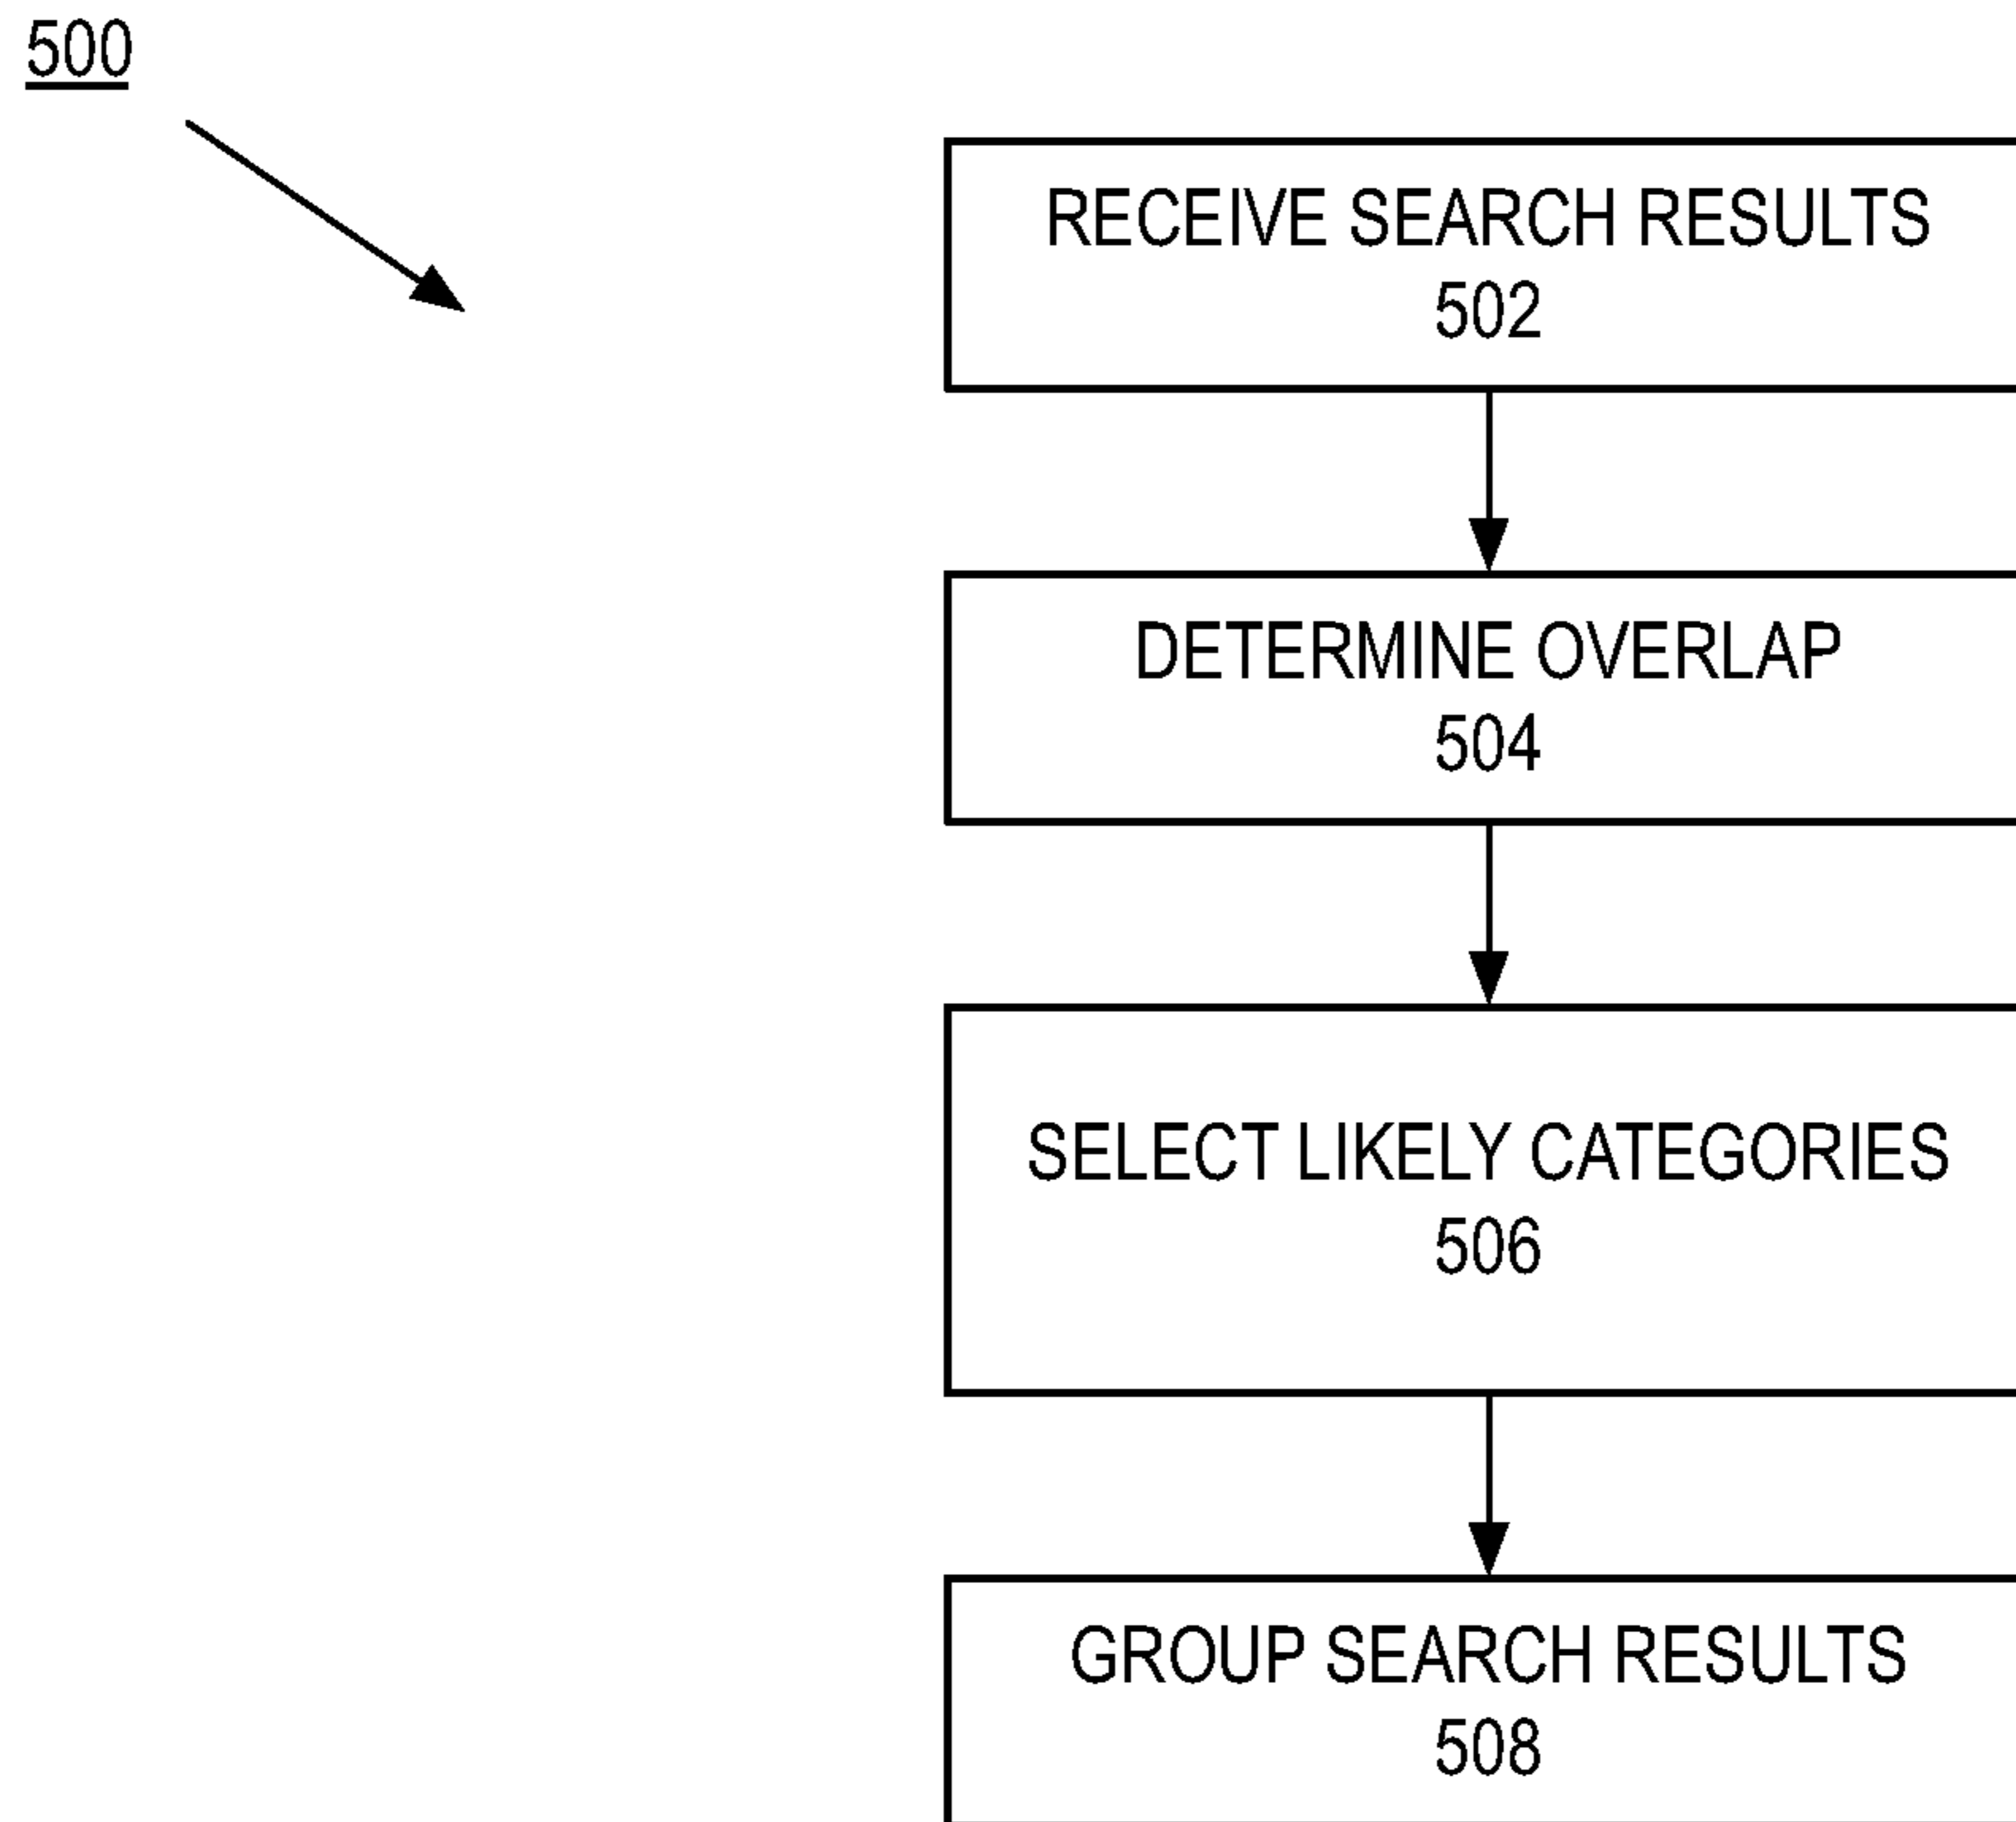 500
RECEIVE SEARCH RESULTS
502
DETERMINE OVERLAP
504
SELECT LIKELY CATEGORIES
506
GROUP SEARCH RESULTS
508